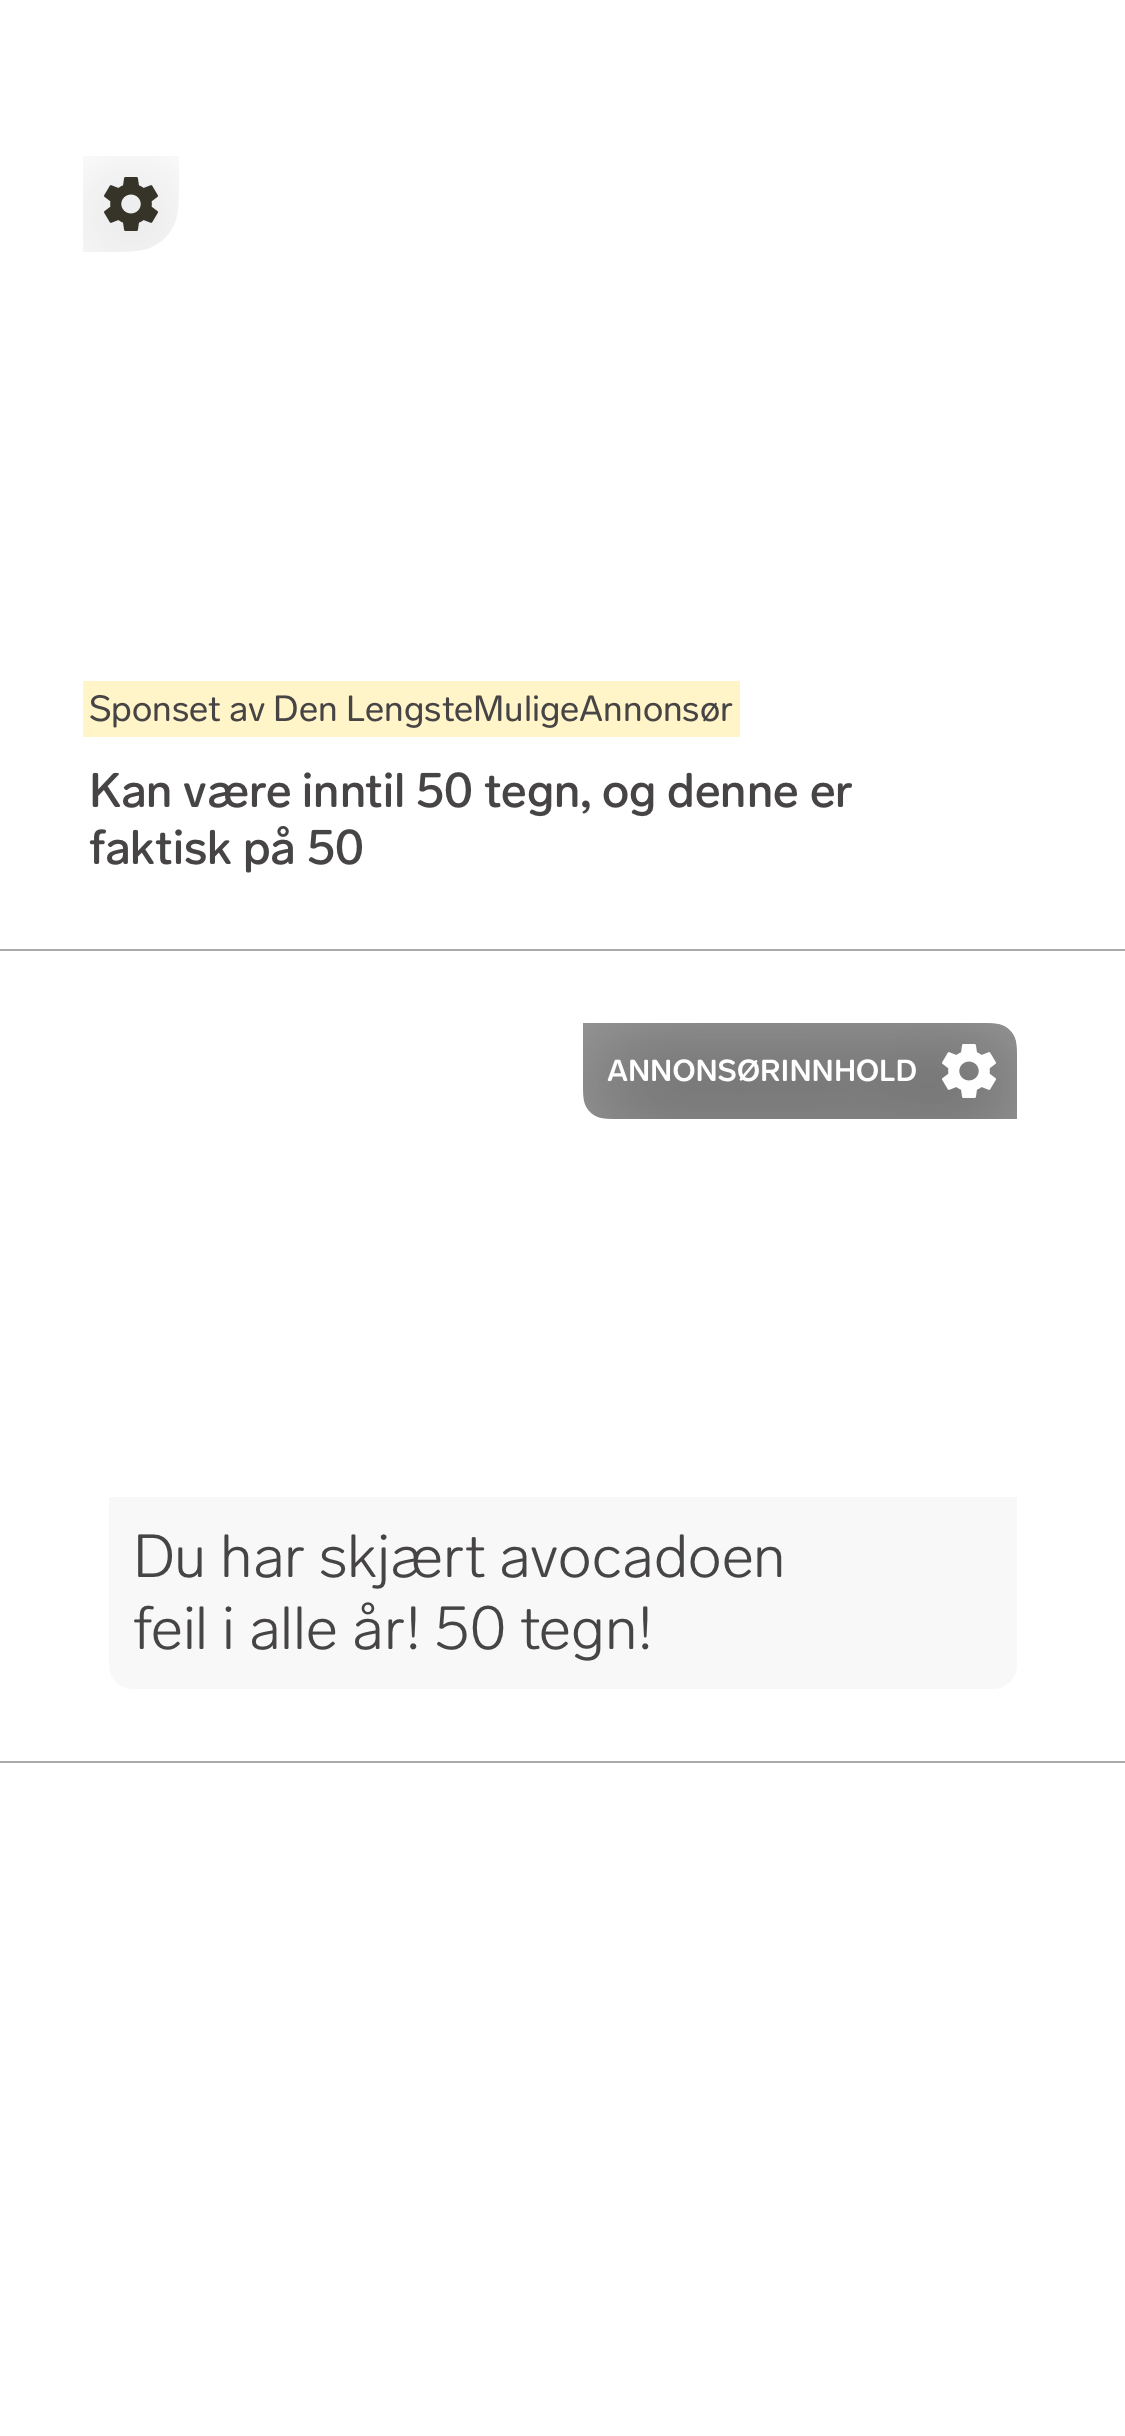 Sponset av Den LengsteMuligeAnnonsør
Kan være inntil 50 tegn, og denne er
faktisk på 50
ANNONSØRINNHOLD
Du har skjært avocadoen
feil i alle år! 50 tegn!